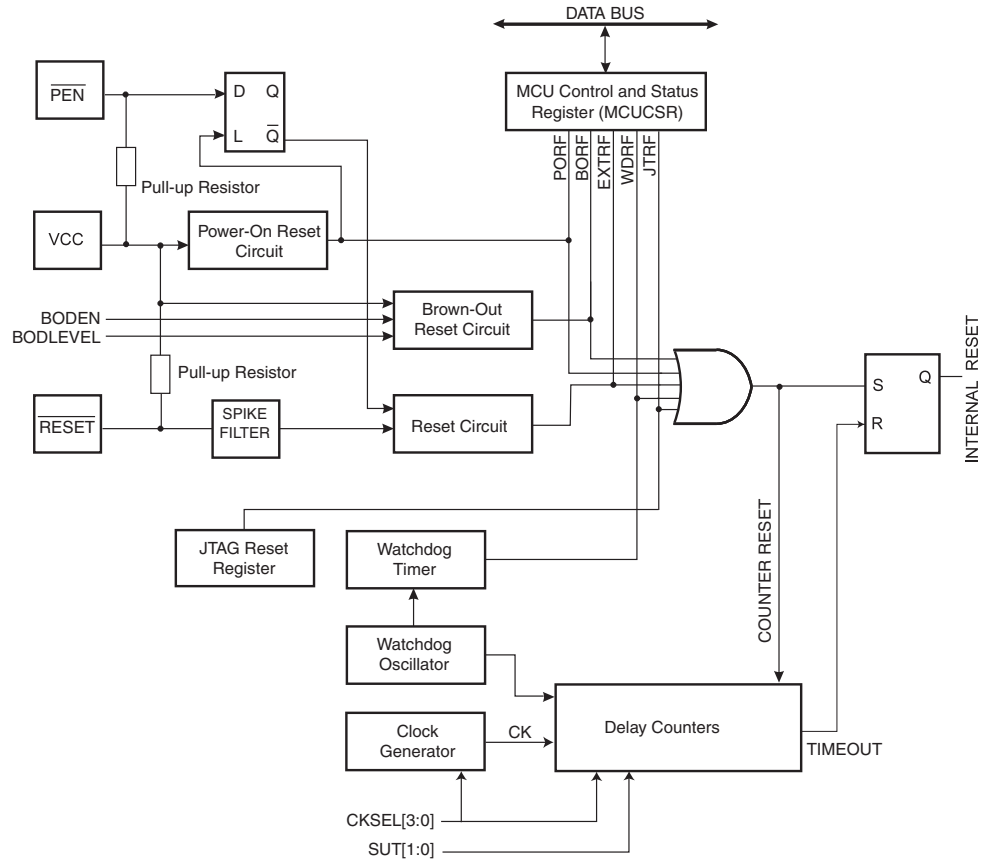 DATA BUS
PEN
D Q
L Q
MCU Control and Status
Register (MCUCSR)
PORF
BORF
EXTRF
WDRF
JTRF
Pull-up Resistor
VCC
Power-On Reset
Circuit
BODEN
BODLEVEL
Brown-Out
Reset Circuit
Pull-up Resistor
RESET
SPIKE
FILTER
Reset Circuit
S Q
R
INTERNAL RESET
JTAG Reset
Register
Watchdog
Timer
COUNTER RESET
Watchdog
Oscillator
Clock
Generator
CK
Delay Counters
TIMEOUT
CKSEL[3:0]
SUT[1:0]